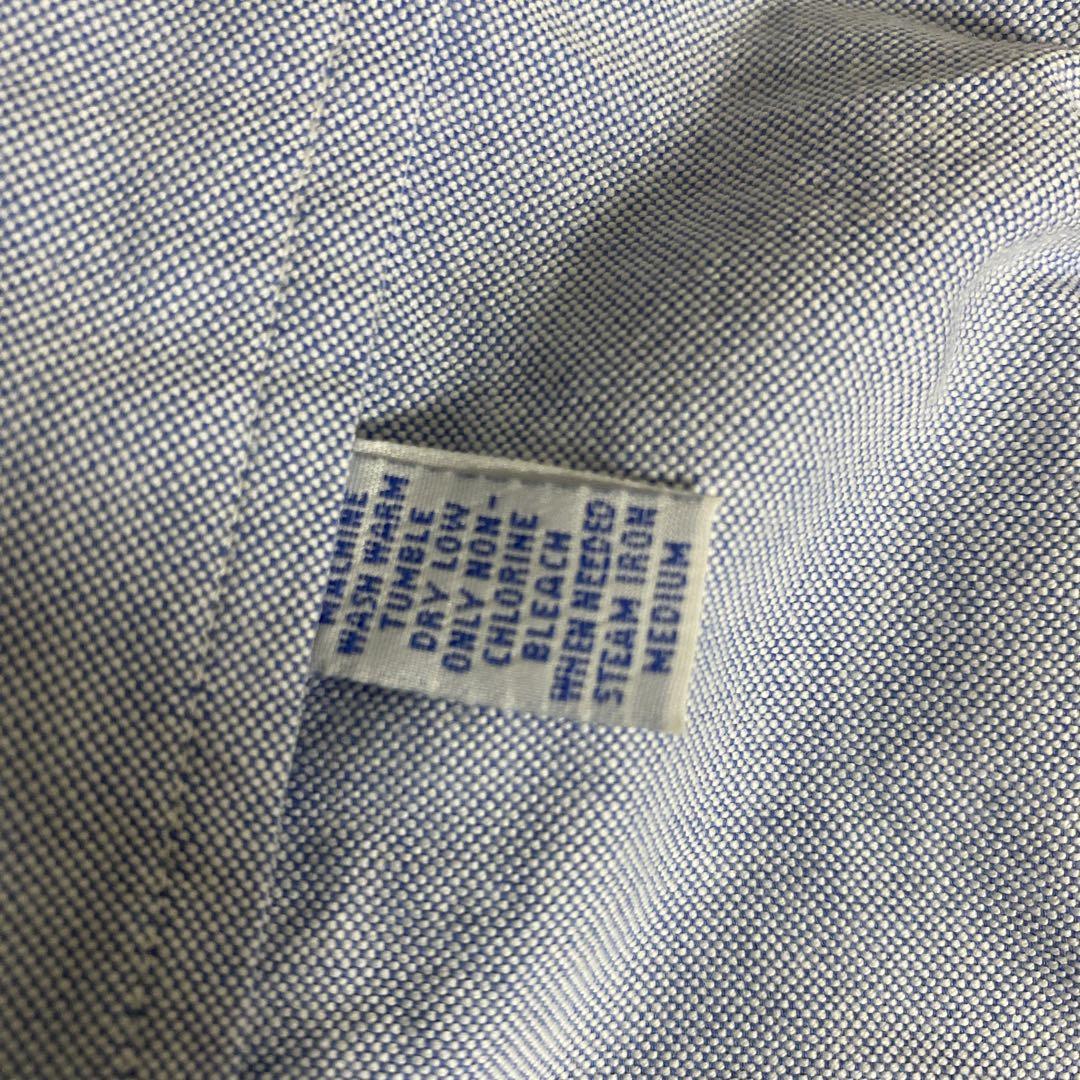 MACHINE
WASH WARM
TUMBLE
DRY LOW
ONLY NON-
CHLORINE
BLEACH
WHEN NEEDED
STEAM IRON
MEDIUM